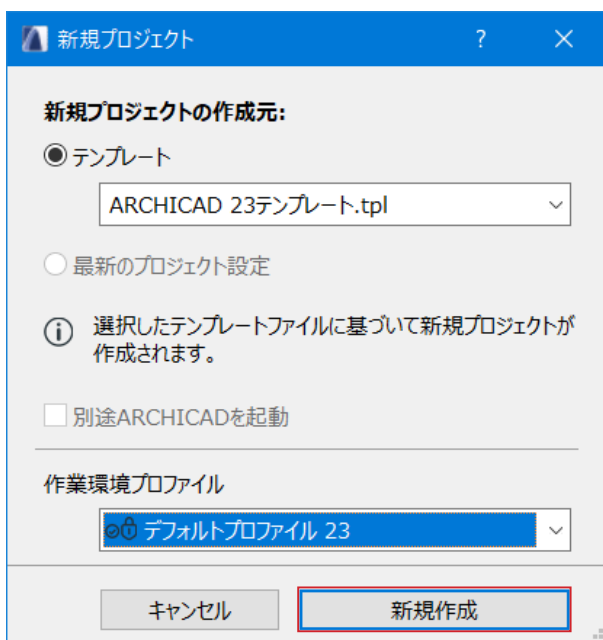 新規プロジェクト
新規プロジェクトの作成元:
テンプレート
ARCHICAD 23テンプレート.tpl
最新のプロジェクト設定
選択したテンプレートファイルに基づいて新規プロジェクトが
作成されます。
別途ARCHICADを起動
作業環境プロファイル
デフォルトプロファイル 23
キャンセル
新規作成